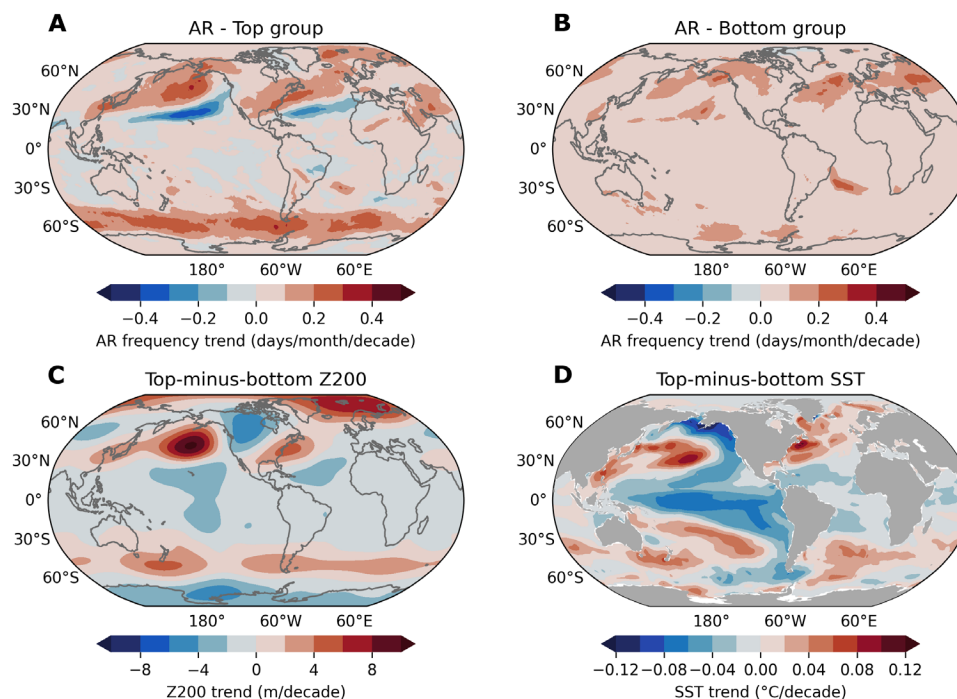 A
AR - Top group
60°N
30°N
0°
30°S
60°S
180°
60°W
60°E
−0.4
−0.2
0.0
0.2
0.4
AR frequency trend (days/month/decade)
B
AR - Bottom group
60°N
30°N
0°
30°S
60°S
180°
60°W
60°E
−0.4
−0.2
0.0
0.2
0.4
AR frequency trend (days/month/decade)
C
Top-minus-bottom Z200
60°N
30°N
0°
30°S
60°S
180°
60°W
60°E
−8
−4
0
4
8
Z200 trend (m/decade)
D
Top-minus-bottom SST
60°N
30°N
0°
30°S
60°S
180°
60°W
60°E
−0.12
−0.08
−0.04
0.00
0.04
0.08
0.12
SST trend (°C/decade)